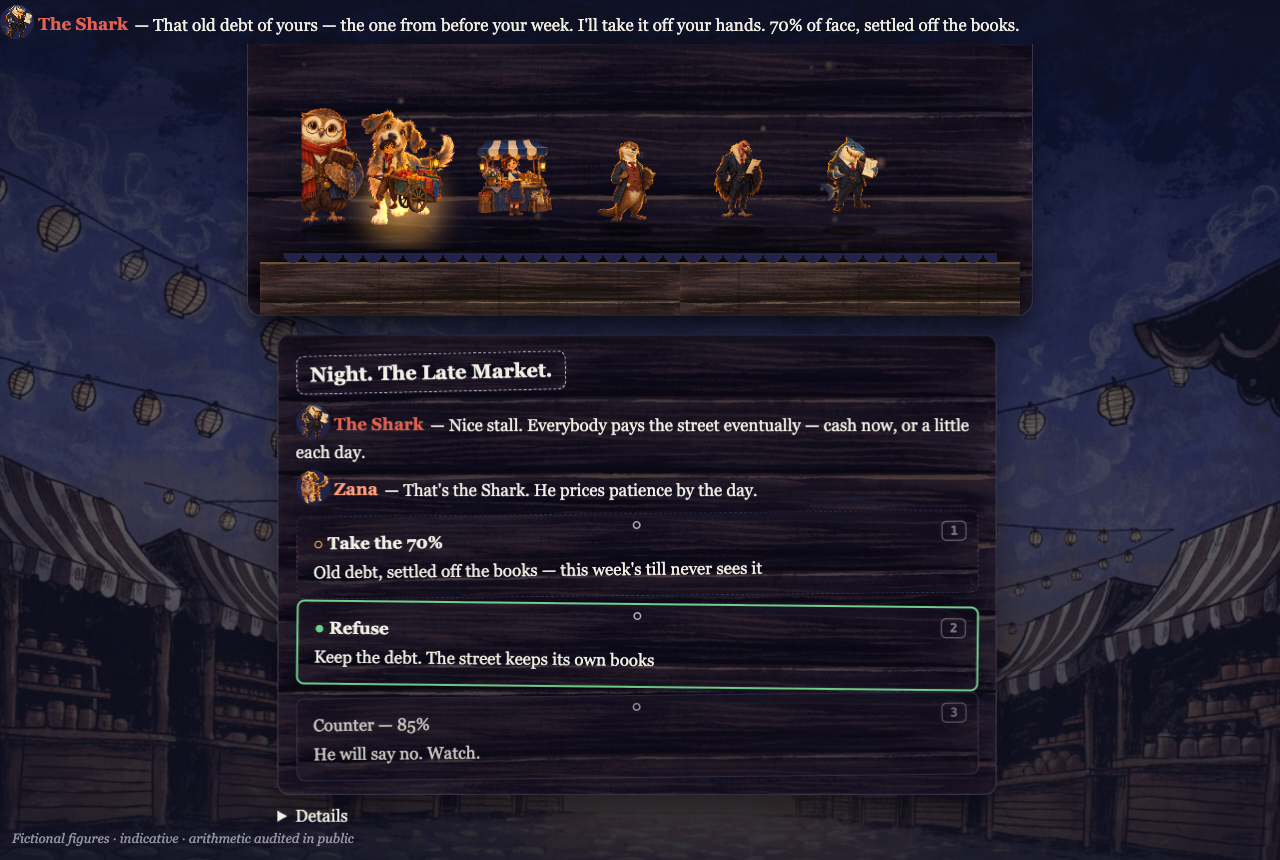 The Shark — That old debt of yours — the one from before your week. I'll take it off your hands. 70% of face, settled off the books.
Night. The Late Market.
The Shark — Nice stall. Everybody pays the street eventually — cash now, or a little
each day.
Zana — That's the Shark. He prices patience by the day.
1
Take the 70%
Old debt, settled off the books — this week's till never sees it
2
Refuse
Keep the debt. The street keeps its own books
3
Counter — 85%
He will say no. Watch.
Details
Fictional figures · indicative · arithmetic audited in public